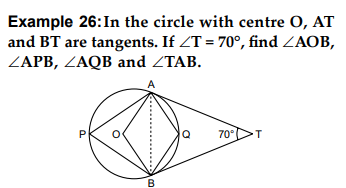 Example 26: In the circle with centre O, AT
and BT are tangents. If ∠T = 70°, find ∠AOB,
∠APB, ∠AQB and ∠TAB.
A
P O Q 70° T
B